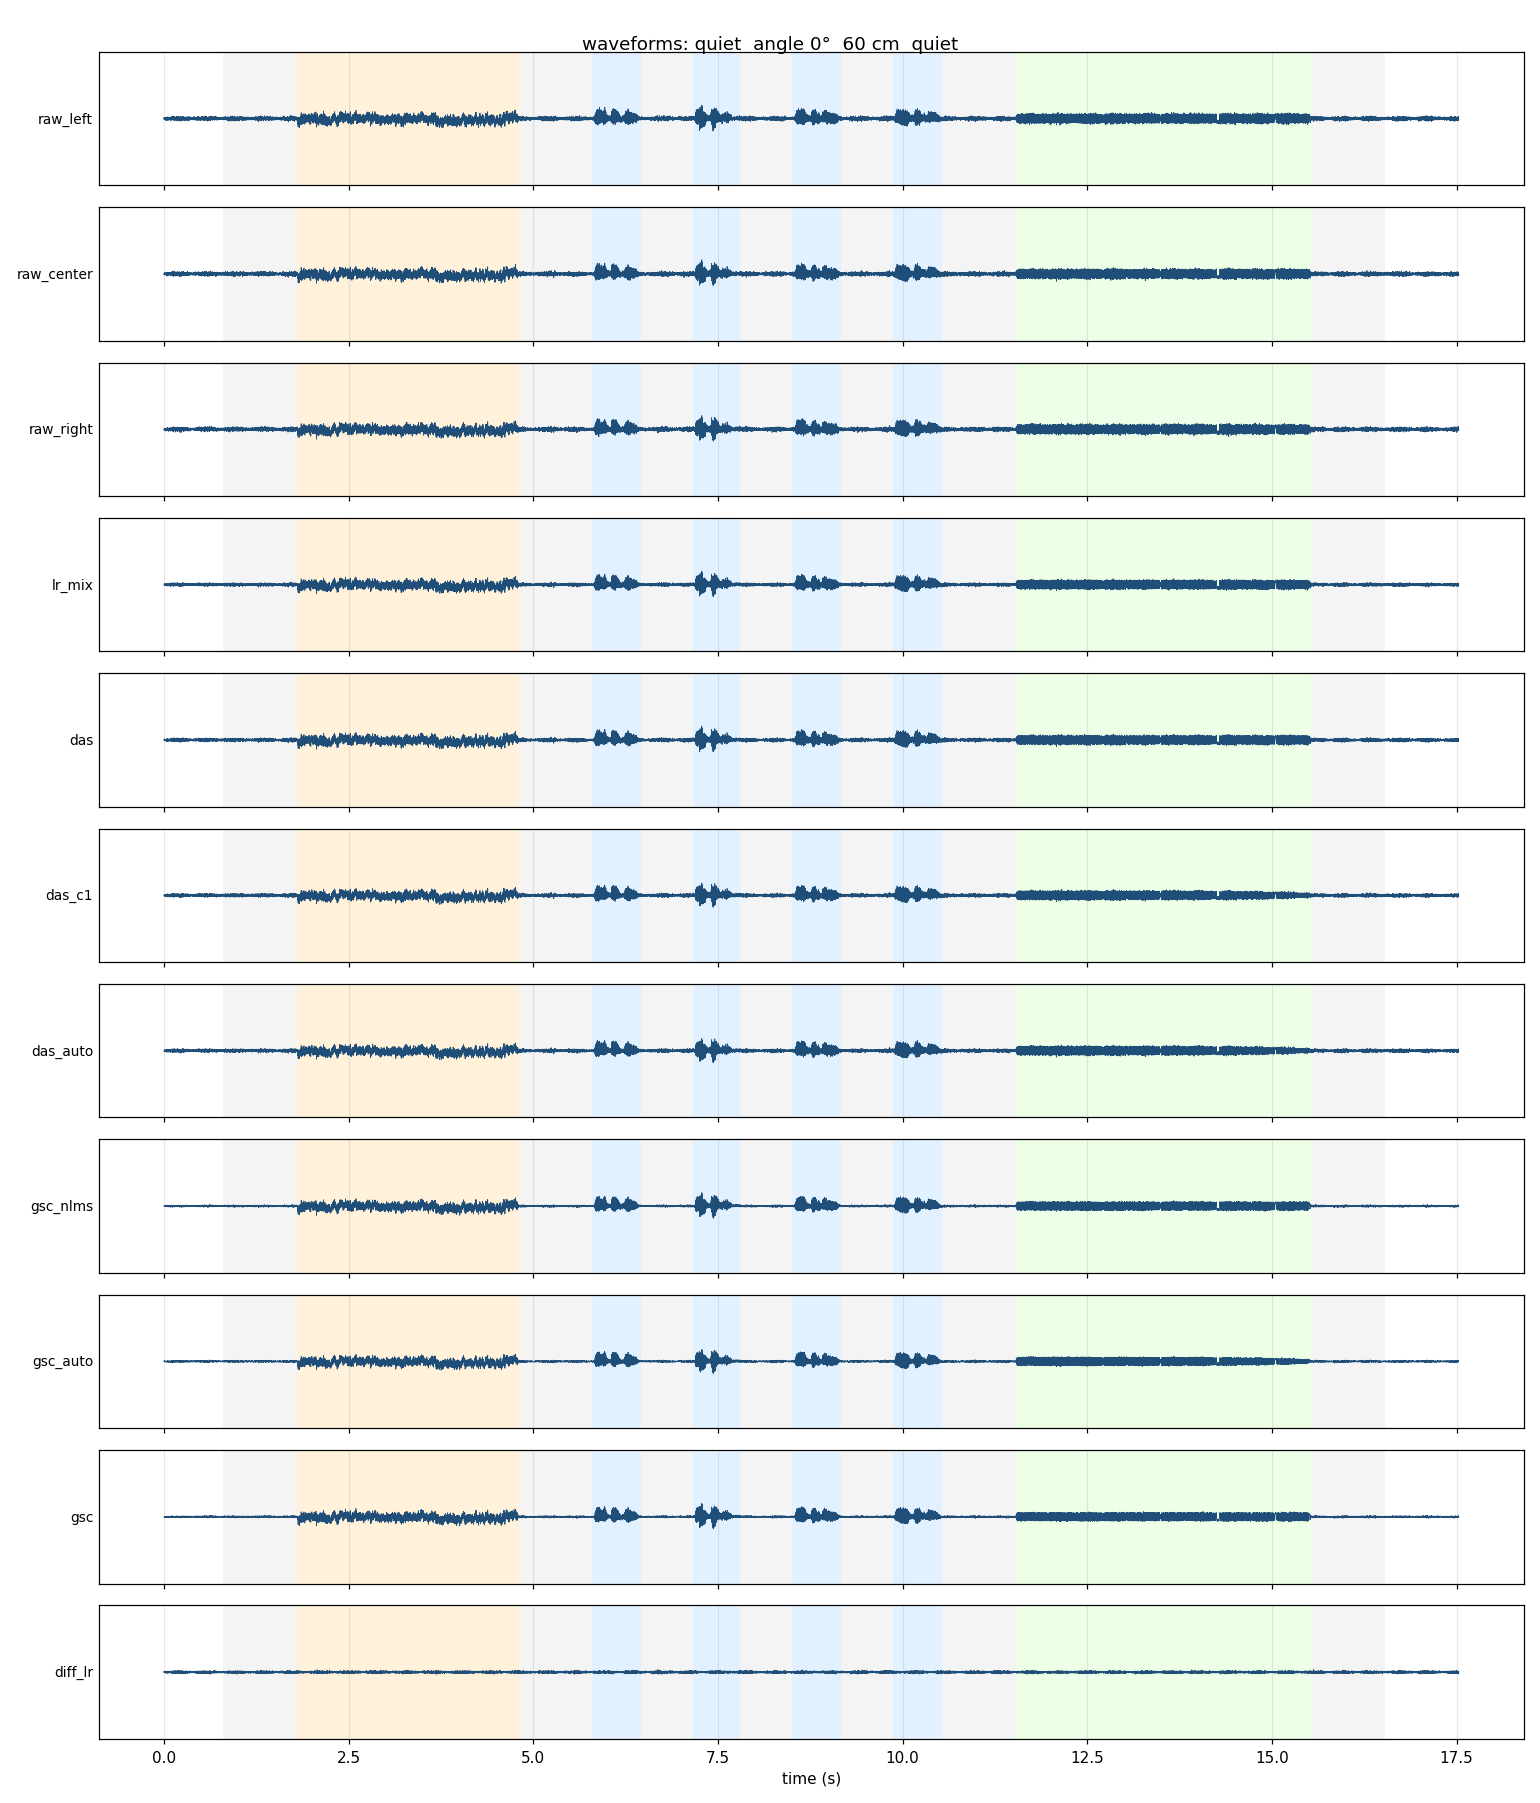 waveforms: quiet  angle 0°  60 cm  quiet
raw_left
raw_center
raw_right
lr_mix
das
das_c1
das_auto
gsc_nlms
gsc_auto
gsc
diff_lr
0.0 2.5 5.0 7.5 10.0 12.5 15.0 17.5
time (s)